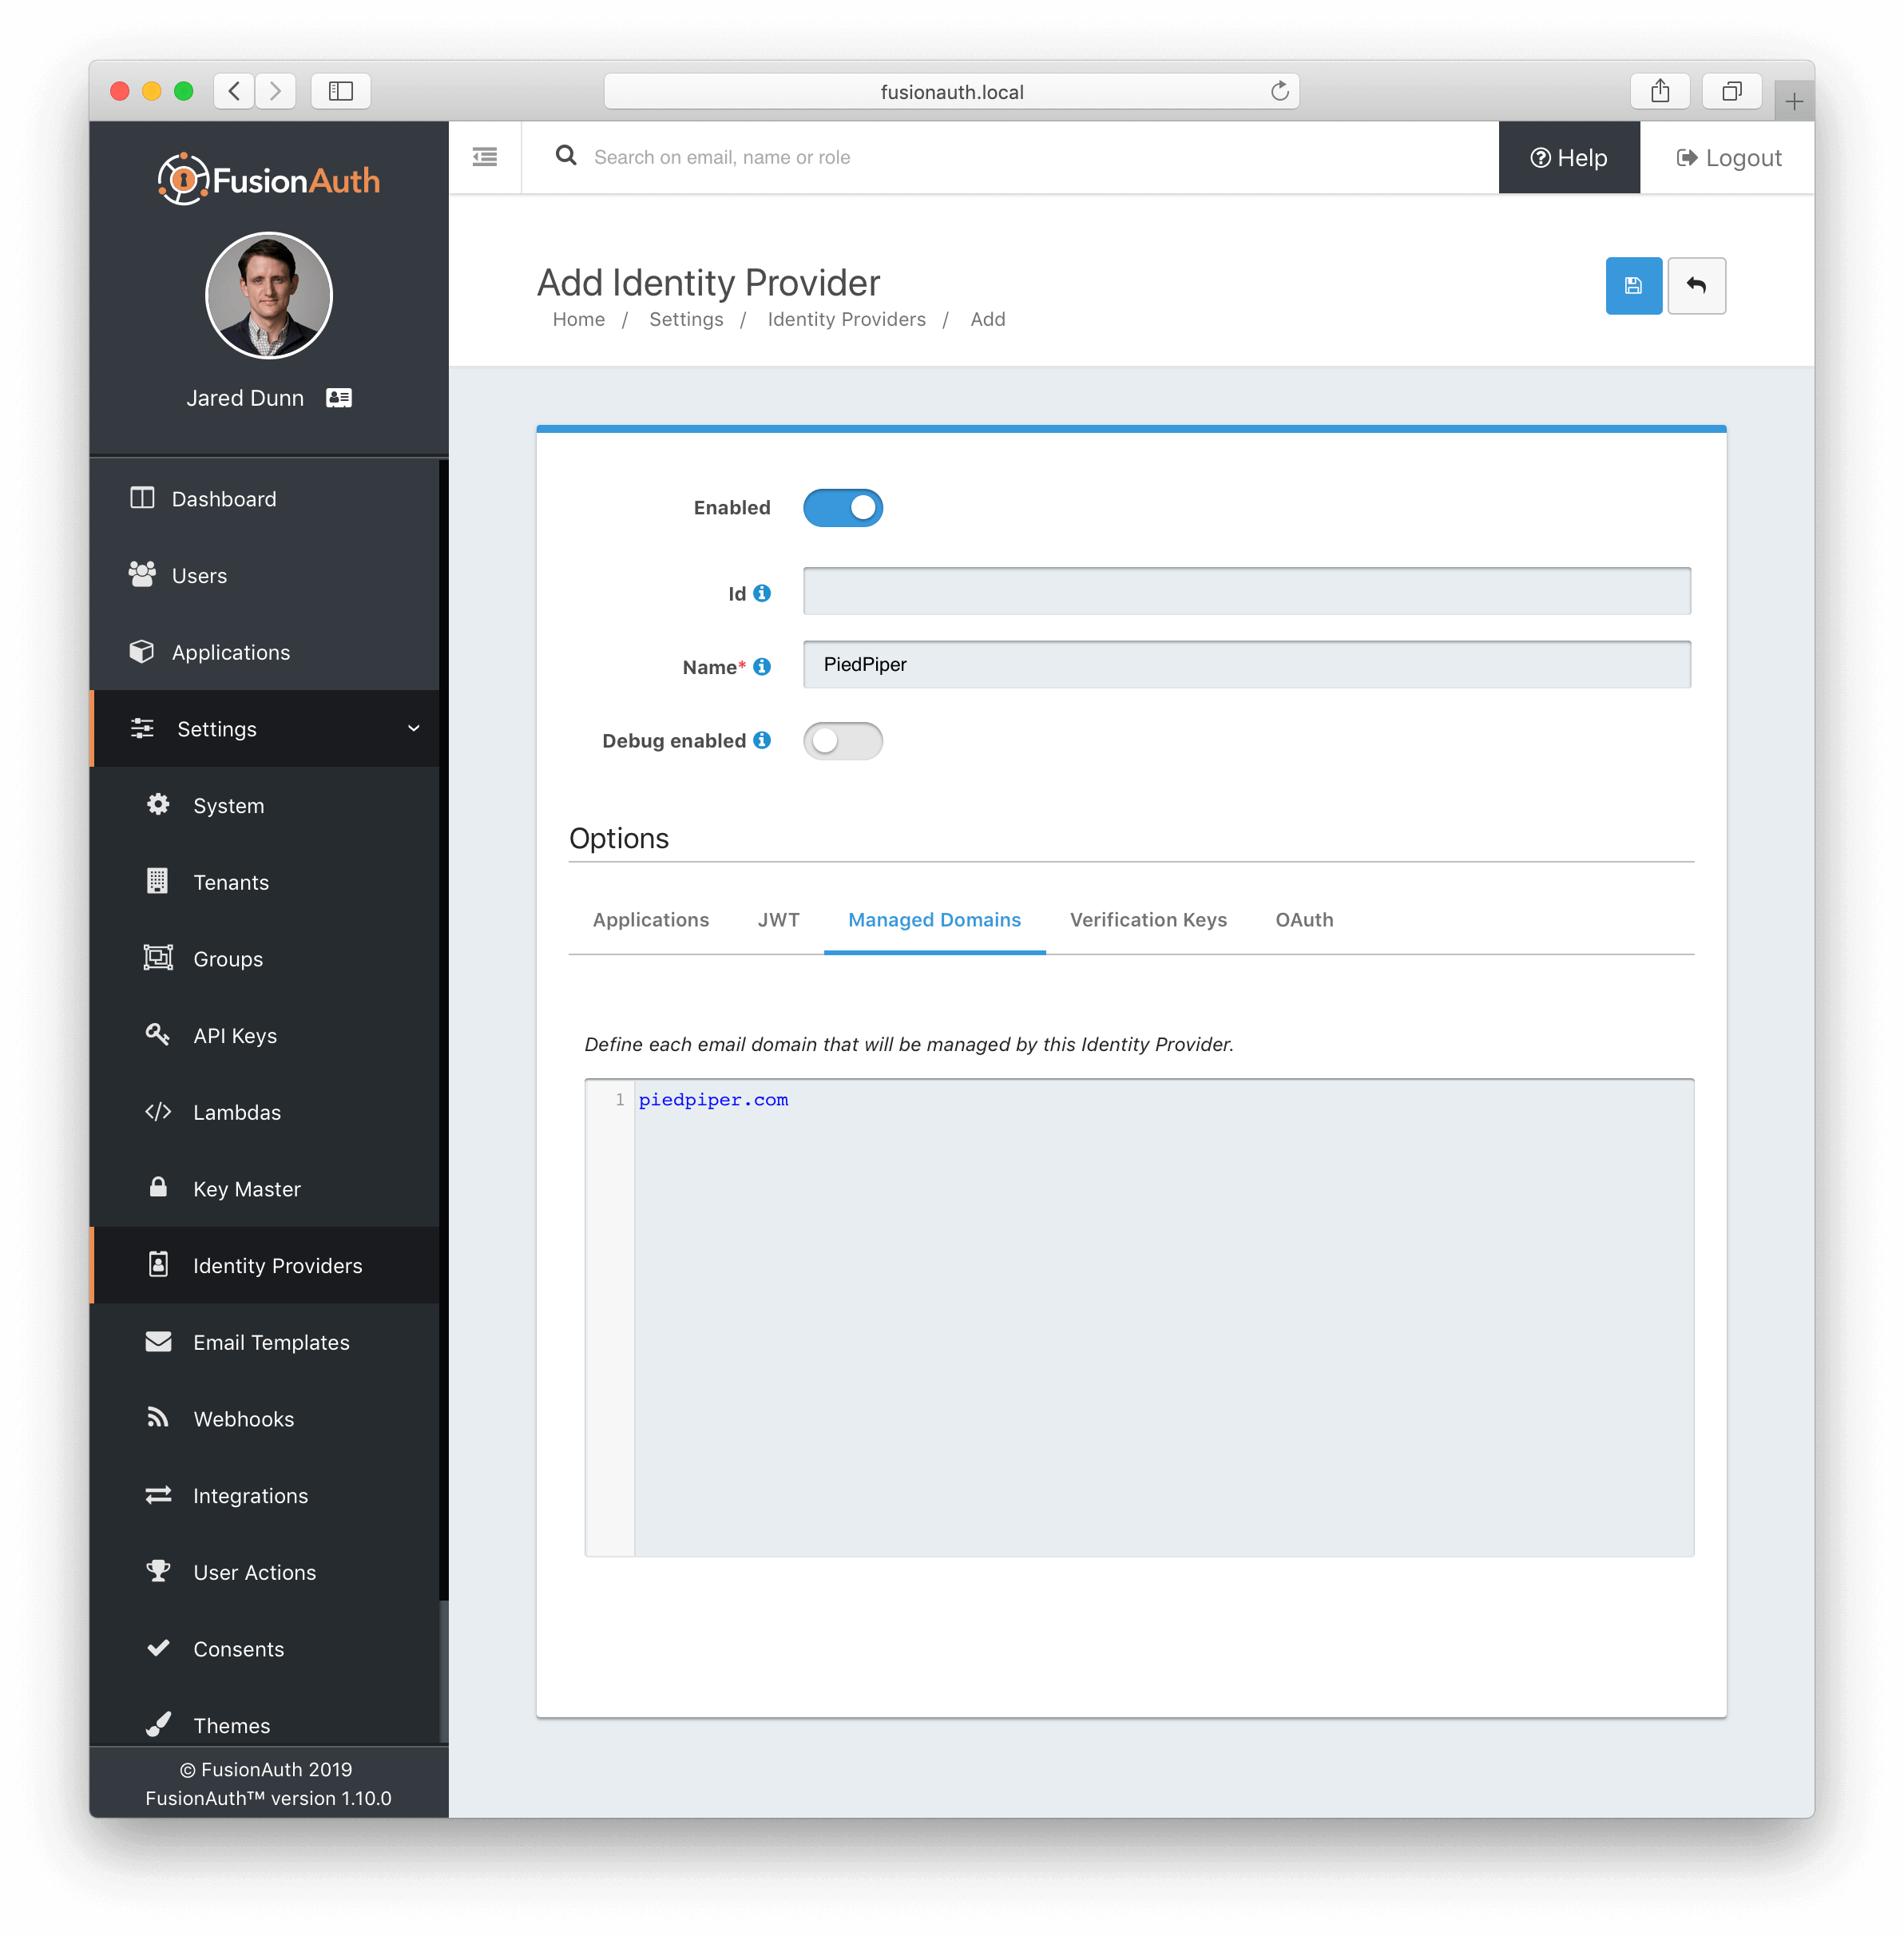 fusionauth.local
FusionAuth
Search on email, name or role
Help
Logout
Jared Dunn
Add Identity Provider
Home / Settings / Identity Providers / Add
Dashboard
Users
Applications
Settings
System
Tenants
Groups
API Keys
Lambdas
Key Master
Identity Providers
Email Templates
Webhooks
Integrations
User Actions
Consents
Themes
© FusionAuth 2019
FusionAuth™ version 1.10.0
Enabled
Id
Name* PiedPiper
Debug enabled
Options
Applications JWT Managed Domains Verification Keys OAuth
Define each email domain that will be managed by this Identity Provider.
1 piedpiper.com